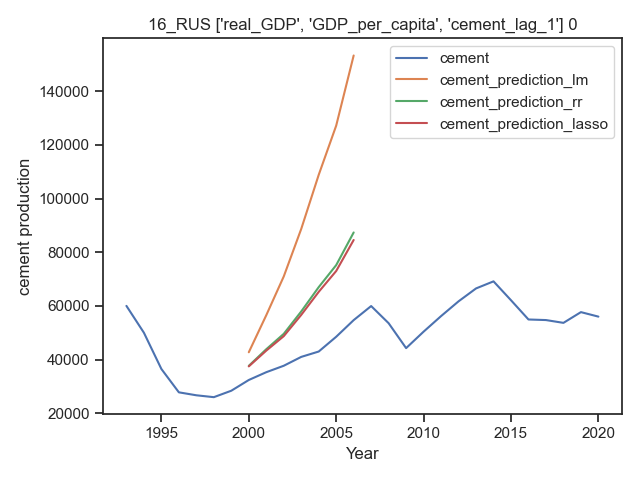 16_RUS ['real_GDP', 'GDP_per_capita', 'cement_lag_1'] 0
cement
cement_prediction_lm
cement_prediction_rr
cement_prediction_lasso
140000
120000
100000
80000
60000
40000
20000
cement production
1995
2000
2005
2010
2015
2020
Year